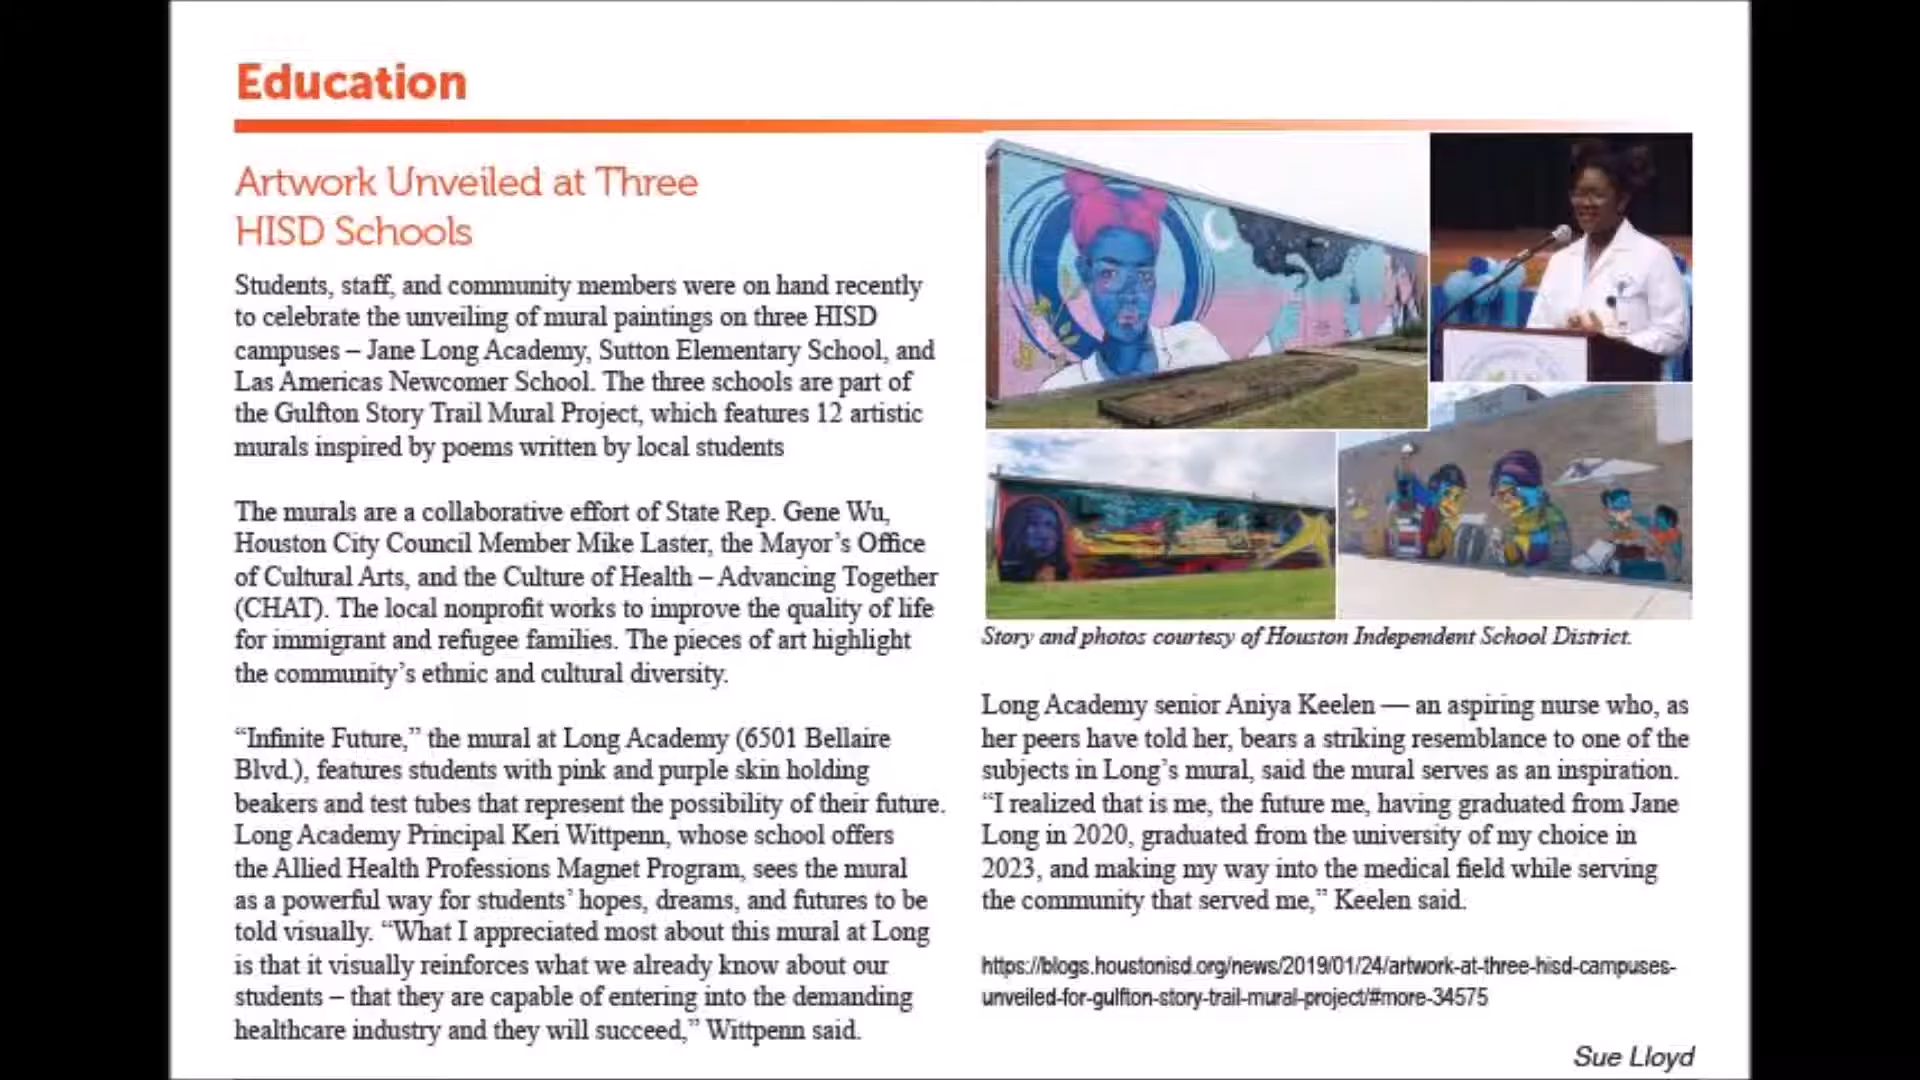 Education
Artwork Unveiled at Three
HISD Schools
Students, staff, and community members were on hand recently
to celebrate the unveiling of mural paintings on three HISD
campuses – Jane Long Academy, Sutton Elementary School, and
Las Americas Newcomer School. The three schools are part of
the Gulfton Story Trail Mural Project, which features 12 artistic
murals inspired by poems written by local students
The murals are a collaborative effort of State Rep. Gene Wu,
Houston City Council Member Mike Laster, the Mayor’s Office
of Cultural Arts, and the Culture of Health – Advancing Together
(CHAT). The local nonprofit works to improve the quality of life
for immigrant and refugee families. The pieces of art highlight
the community’s ethnic and cultural diversity.
“Infinite Future,” the mural at Long Academy (6501 Bellaire
Blvd.), features students with pink and purple skin holding
beakers and test tubes that represent the possibility of their future.
Long Academy Principal Keri Wittpenn, whose school offers
the Allied Health Professions Magnet Program, sees the mural
as a powerful way for students’ hopes, dreams, and futures to be
told visually. “What I appreciated most about this mural at Long
is that it visually reinforces what we already know about our
students – that they are capable of entering into the demanding
healthcare industry and they will succeed,” Wittpenn said.
Story and photos courtesy of Houston Independent School District.
Long Academy senior Aniya Keelen — an aspiring nurse who, as
her peers have told her, bears a striking resemblance to one of the
subjects in Long’s mural, said the mural serves as an inspiration.
“I realized that is me, the future me, having graduated from Jane
Long in 2020, graduated from the university of my choice in
2023, and making my way into the medical field while serving
the community that served me,” Keelen said.
https://blogs.houstonisd.org/news/2019/01/24/artwork-at-three-hisd-campuses-
unveiled-for-gulfton-story-trail-mural-project/#more-34575
Sue Lloyd